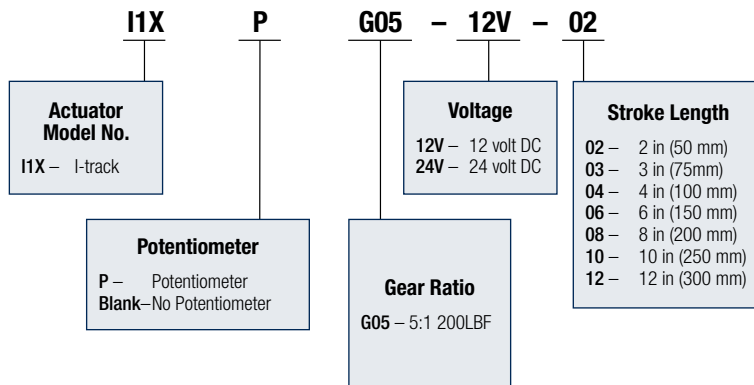 I1X P G05 – 12V – 02
Actuator
Model No.
I1X – I-track
Voltage
12V – 12 volt DC
24V – 24 volt DC
Stroke Length
02 – 2 in (50 mm)
03 – 3 in (75mm)
04 – 4 in (100 mm)
06 – 6 in (150 mm)
08 – 8 in (200 mm)
10 – 10 in (250 mm)
12 – 12 in (300 mm)
Potentiometer
P – Potentiometer
Blank–No Potentiometer
Gear Ratio
G05 – 5:1 200LBF